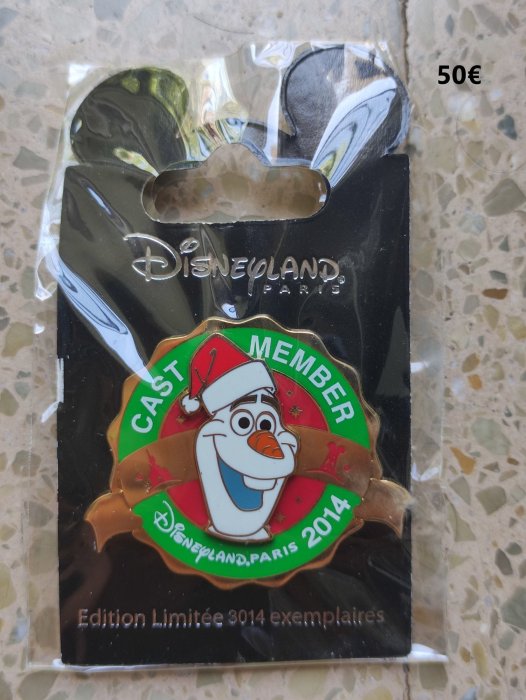 50€
Disneyland
PARIS
CAST MEMBER
Disneyland PARIS 2014
Edition Limitée 3014 exemplaires